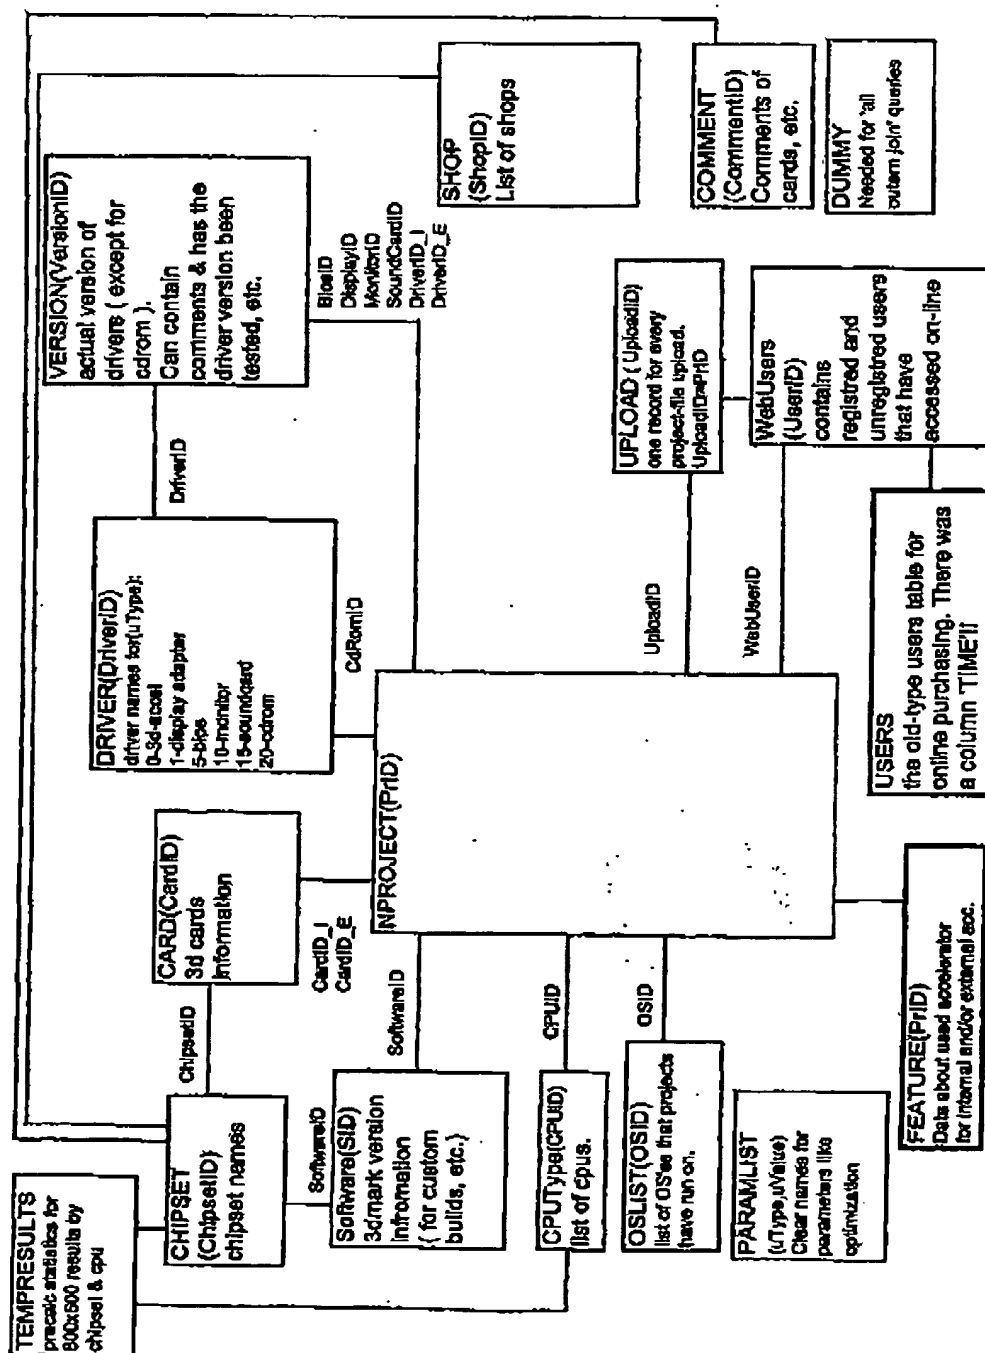 TEMPRESULTS
precalc statistics for
800x600 results by
chipset & cpu
CHIPSET
(ChipsetID)
chipset names
ChipsetID
CARD(CardID)
3d cards
information
CardID_I
CardID_E
DRIVER(DriverID)
driver names for(uType):
0-3d-accel
1-display adapter
5-bios
10-monitor
15-soundcard
20-cdrom
DriverID
CdRomID
VERSION(VersionID)
actual version of
drivers ( except for
cdrom ).
Can contain
comments & has the
driver version been
tested, etc.
BiosID
DisplayID
MonitorID
SoundCardID
DriverID_I
DriverID_E
SHOP
(ShopID)
List of shops
COMMENT
(CommentID)
Comments of
cards, etc.
DUMMY
Needed for 'all
outern join' queries
SoftwareID
Software(SID)
3dmark version
infromation
( for custom
builds, etc.)
SoftwareID
CPUType(CPUID)
list of cpus.
CPUID
OSLIST(OSID)
list of OS'es that projects
have run on.
OSID
PARAMLIST
(uType,uValue)
Clear names for
parameters like
optimization
NPROJECT(PrID)
FEATURE(PrID)
Data about used accelerator
for internal and/or external acc.
UploadID
UPLOAD ( UploadID)
one record for every
project-file upload.
UploadID=PrID
WebUserID
WebUsers
(UserID)
contains
registred and
unregistred users
that have
accessed on-line
USERS
the old-type users table for
online purchasing. There was
a column 'TIME'!!